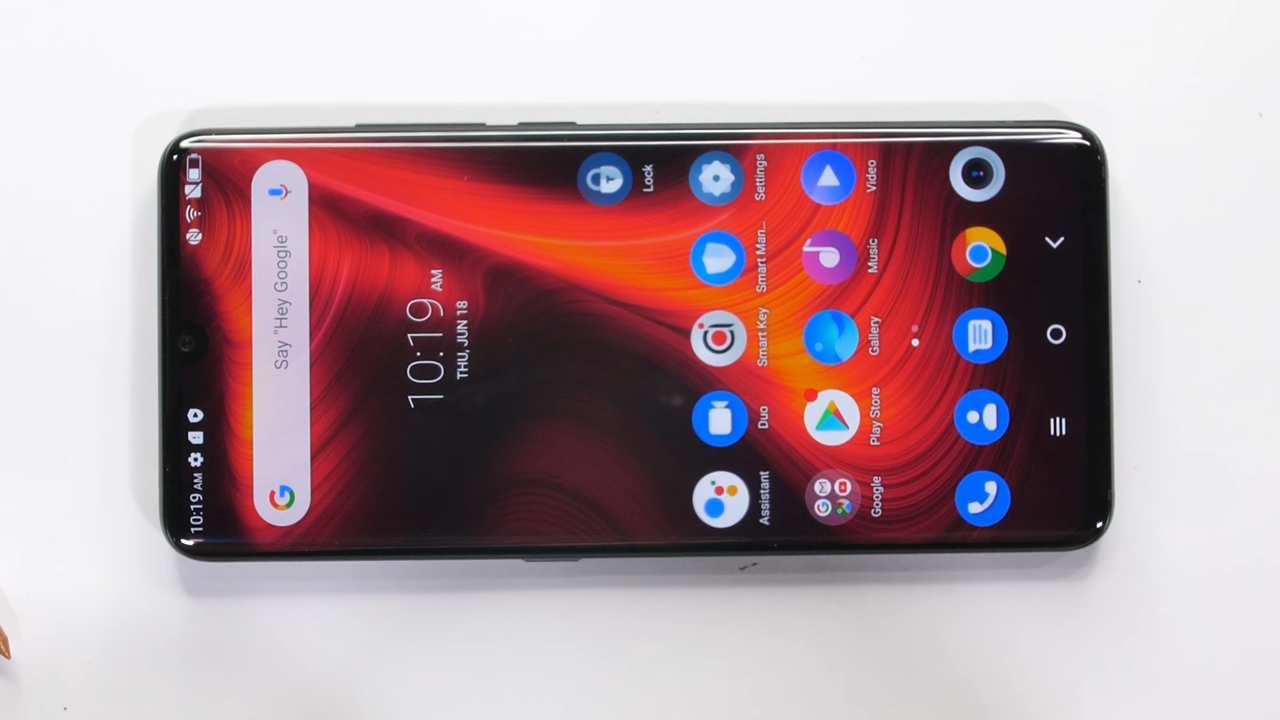 10:19 AM
Say "Hey Google"
10:19 AM
THU, JUN 18
Lock
Assistant
Duo
Smart Key
Smart Man...
Settings
Google
Play Store
Gallery
Music
Video